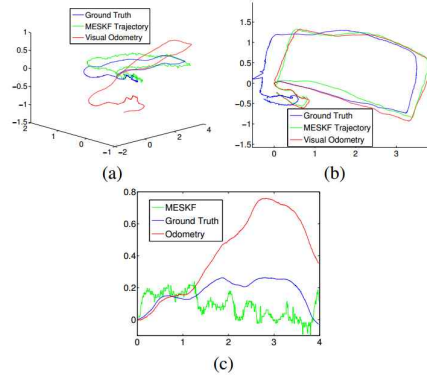 Ground Truth
MESKF Trajectory
Visual Odometry
1.5
1
0.5
0
−0.5
−1
−1.5
2
1
0
−1
−2
0
2
4
(a)
1
0.5
0
−0.5
−1
−1.5
Ground Truth
MESKF Trajectory
Visual Odometry
0
1
2
3
(b)
0.8
0.6
0.4
0.2
0
MESKF
Ground Truth
Odometry
0
1
2
3
4
(c)